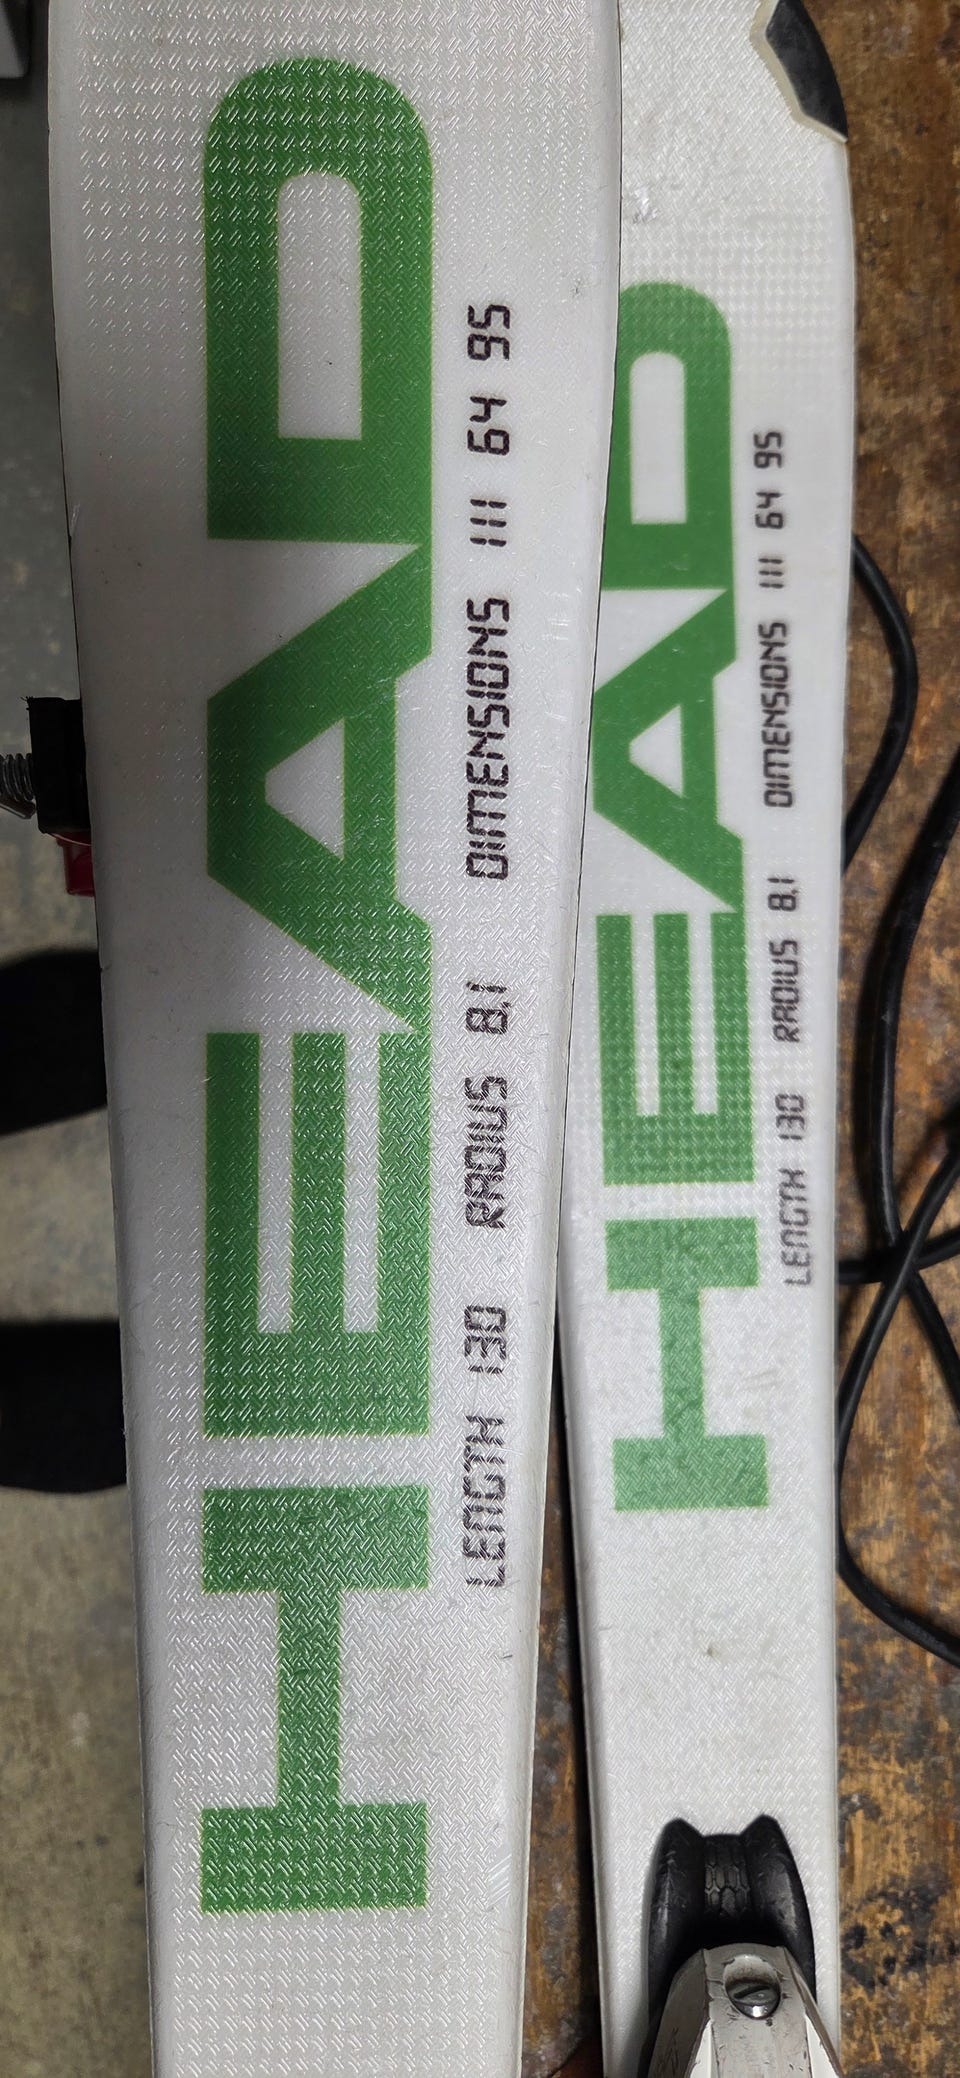 HEAD
LENGTH 130 RADIUS 8.1 DIMENSIONS 111 64 95
HEAD
LENGTH 130 RADIUS 8.1 DIMENSIONS 111 64 95